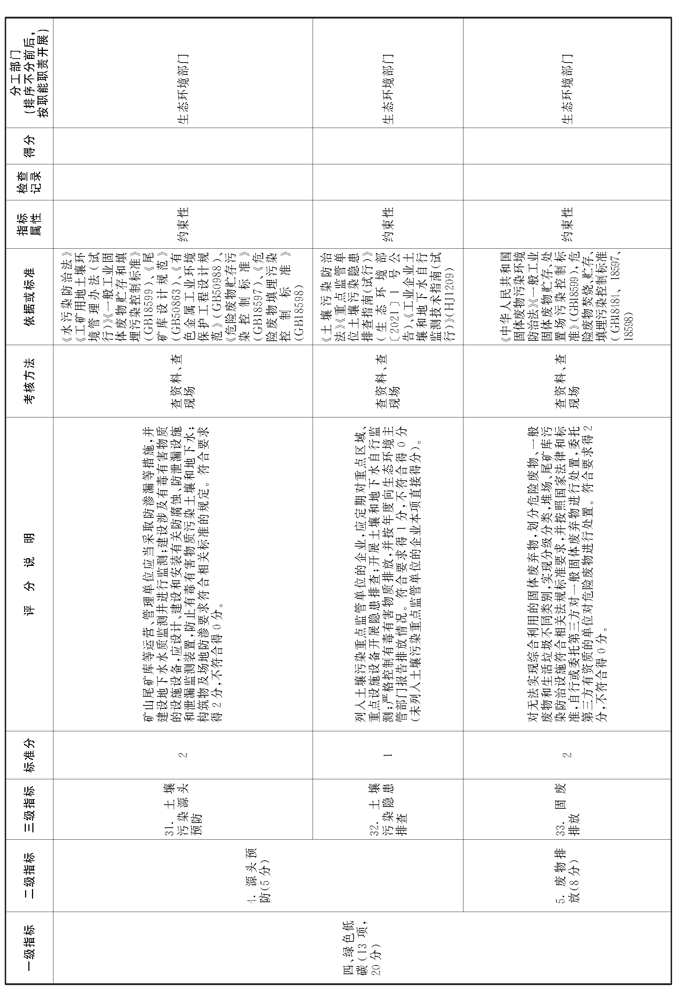 一级指标
二级指标
三级指标
标准分
评 分 说 明
考核方法
依据或标准
指标
属性
检查
记录
得分
分工部门
(排序不分前后，
按职能职责开展)
四、绿色低
碳(13 项，
20 分)
4. 源头预
防(5 分)
31. 土 壤
污染源头
预防
2
矿山尾矿库等运营、管理单位应当采取防渗漏等措施，并
建设地下水水质监测井进行监测；建设涉及有毒有害物质
的设施设备，应设计、建设和安装有关防腐蚀、防泄漏设施
和泄漏监测装置，防止有毒有害物质污染土壤和地下水；
构筑物及场地防渗要求符合相关标准的规定。符合要求
得 2 分，不符合得 0 分。
查资料、查
现场
《水污染防治法》
《工矿用地土壤环
境管理办法(试
行)》《一般工业固
体废物贮存和填
埋污染控制标准》
(GB18599)、《尾
矿库设计规范》
(GB50863)、《有
色金属工业环境
保护工程设计规
范》(GB50988)、
《危险废物贮存污
染控制标准》
(GB18597)、《危
险废物填埋污染
控制标准》
(GB18598)
约束性
生态环境部门
32. 土 壤
污染隐患
排查
1
列入土壤污染重点监管单位的企业，应定期对重点区域、
重点设施设备开展隐患排查；开展土壤和地下水自行监
测；严格控制有毒有害物质排放，并按年度向生态环境主
管部门报告排放情况。符合要求得 1 分，不符合得 0 分
(未列入土壤污染重点监管单位的企业本项直接得分)。
查资料、查
现场
《土壤污染防治
法》《重点监管单
位土壤污染隐患
排查指南(试行)》
(生态环境部
〔2021〕1 号公
告)、《工业企业土
壤和地下水自行
监测技术指南(试
行)》(HJ1209)
约束性
生态环境部门
5. 废物排
放(8 分)
33. 固 废
排放
2
对无法实现综合利用的固体废弃物，划分危险废物、一般
废物和生活垃圾不同类别，实现分级分类，堆场、尾矿库污
染防治设施符合相关法规标准要求，并按照国家法律和标
准，自行或委托第三方对一般固体废弃物进行处置，委托
第三方有资质的单位对危险废物进行处置。符合要求得 2
分，不符合得 0 分。
查资料、查
现场
《中华人民共和国
固体废物污染环境
防治法》《一般工业
固体废物贮存、处
置场污染控制标
准》(GB18599)，危
险废物焚烧、贮存、
填埋污染控制标准
(GB18484、18597、
18598)
约束性
生态环境部门